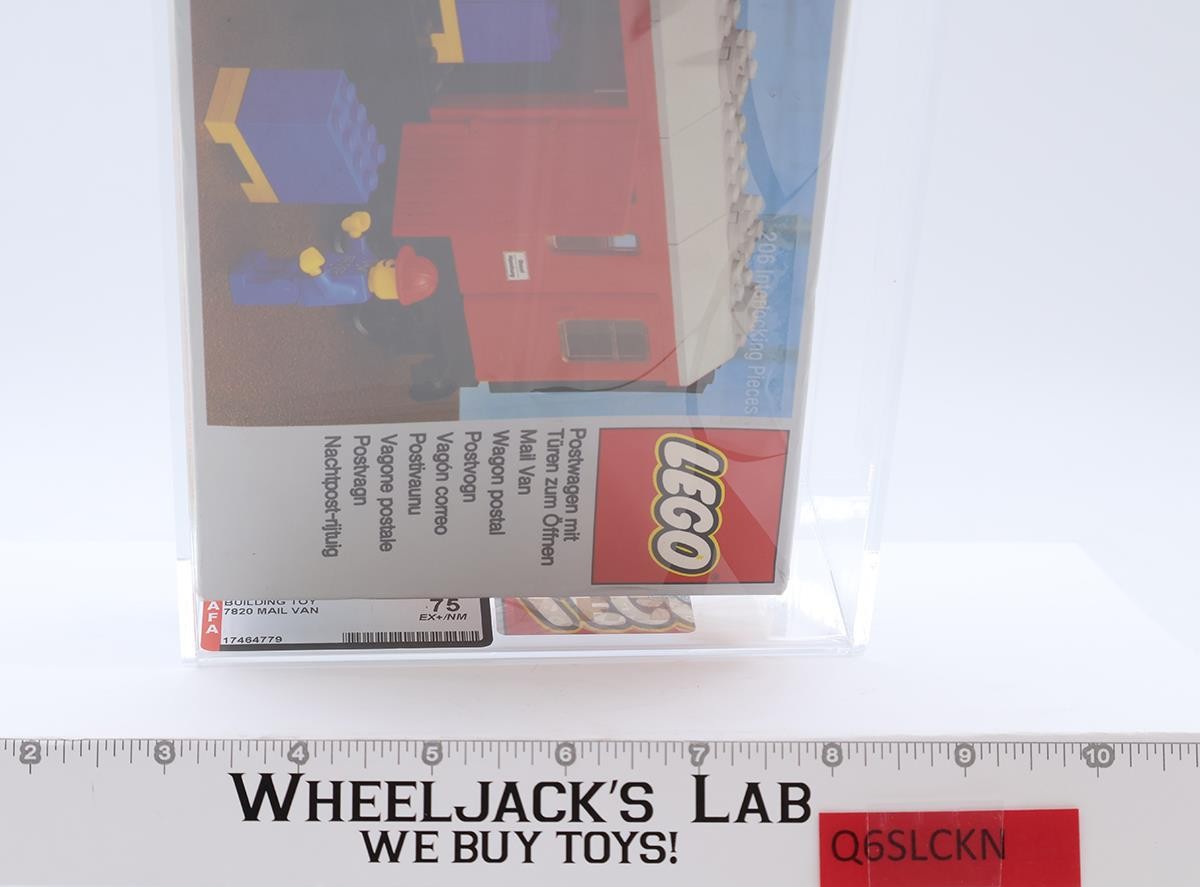 206 Interlocking Pieces
LEGO
Postwagen mit
Türen zum Öffnen
Mail Van
Wagon postal
Postvogn
Vagón correo
Postivaunu
Vagone postale
Postvagn
Nachtpost-rijtuig
AFA
BUILDING TOY
7820 MAIL VAN
75
EX+/NM
17464779
LEGO
2 3 4 5 6 7 8 9 10
WHEELJACK'S LAB
WE BUY TOYS!
Q6SLCKN